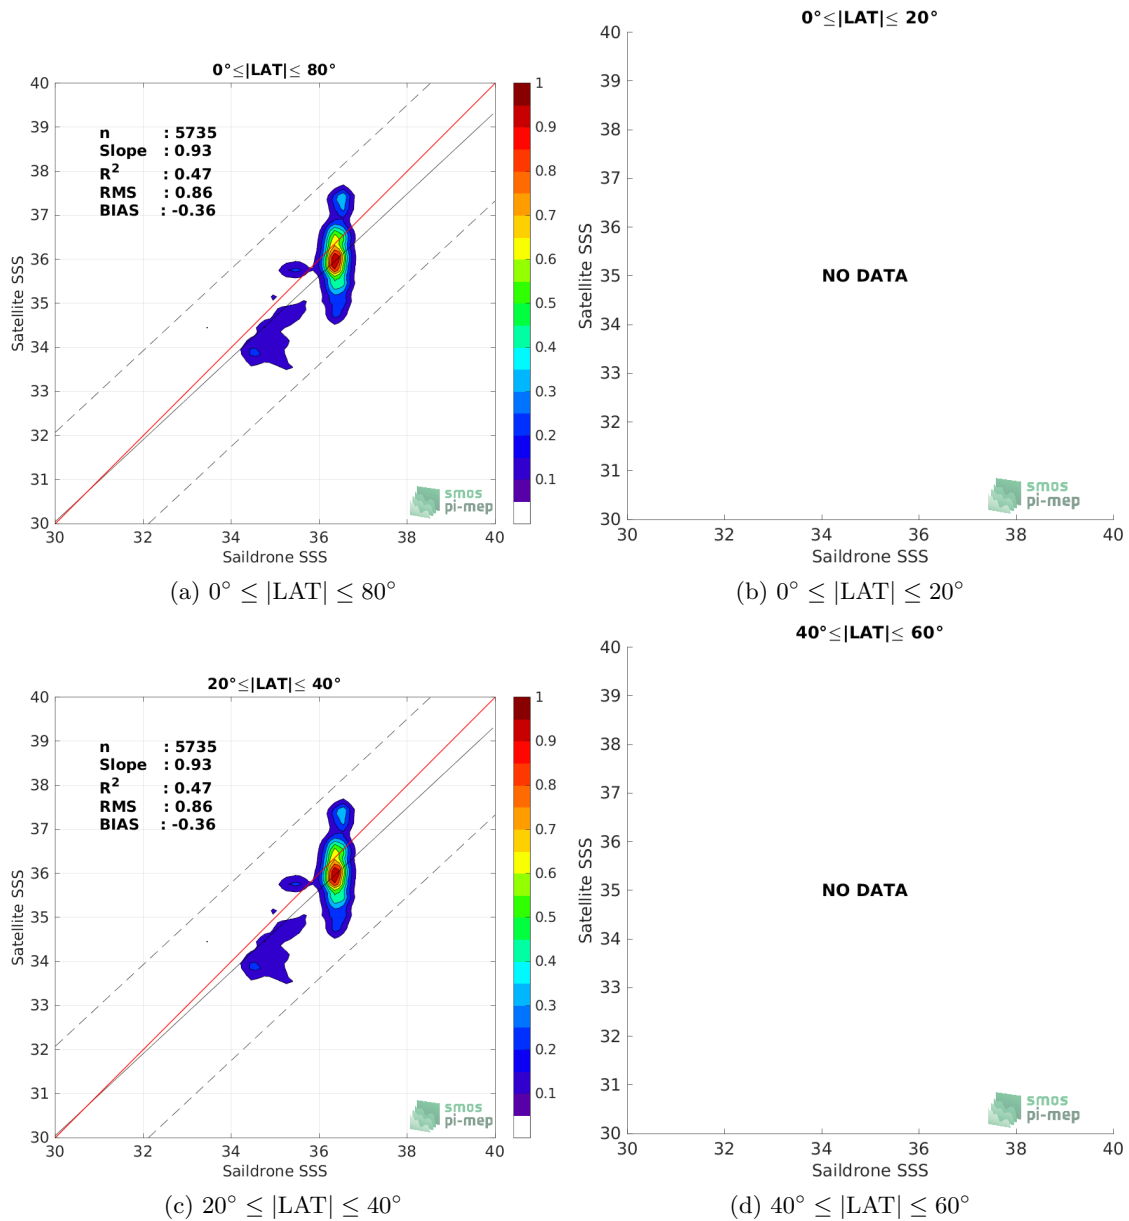 0°≤|LAT|≤ 80°
40
39
38
37
36
35
34
33
32
31
30
Satellite SSS
n : 5735
Slope : 0.93
R² : 0.47
RMS : 0.86
BIAS : -0.36
1
0.9
0.8
0.7
0.6
0.5
0.4
0.3
0.2
0.1
smos
pi-mep
30 32 34 36 38 40
Saildrone SSS
(a) 0° ≤ |LAT| ≤ 80°
0°≤|LAT|≤ 20°
40
39
38
37
36
35
34
33
32
31
30
Satellite SSS
NO DATA
smos
pi-mep
30 32 34 36 38 40
Saildrone SSS
(b) 0° ≤ |LAT| ≤ 20°
20°≤|LAT|≤ 40°
40
39
38
37
36
35
34
33
32
31
30
Satellite SSS
n : 5735
Slope : 0.93
R² : 0.47
RMS : 0.86
BIAS : -0.36
1
0.9
0.8
0.7
0.6
0.5
0.4
0.3
0.2
0.1
smos
pi-mep
30 32 34 36 38 40
Saildrone SSS
(c) 20° ≤ |LAT| ≤ 40°
40°≤|LAT|≤ 60°
40
39
38
37
36
35
34
33
32
31
30
Satellite SSS
NO DATA
smos
pi-mep
30 32 34 36 38 40
Saildrone SSS
(d) 40° ≤ |LAT| ≤ 60°